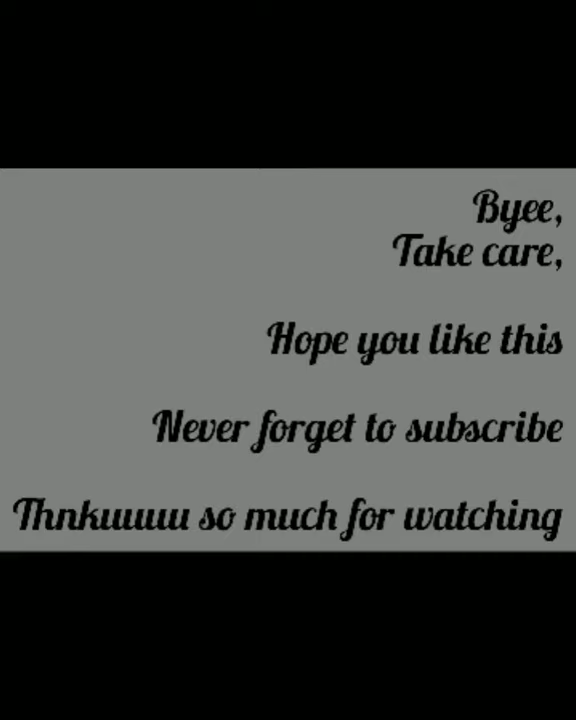 Byee,
Take care,
Hope you like this
Never forget to subscribe
Thnkuuuu so much for watching